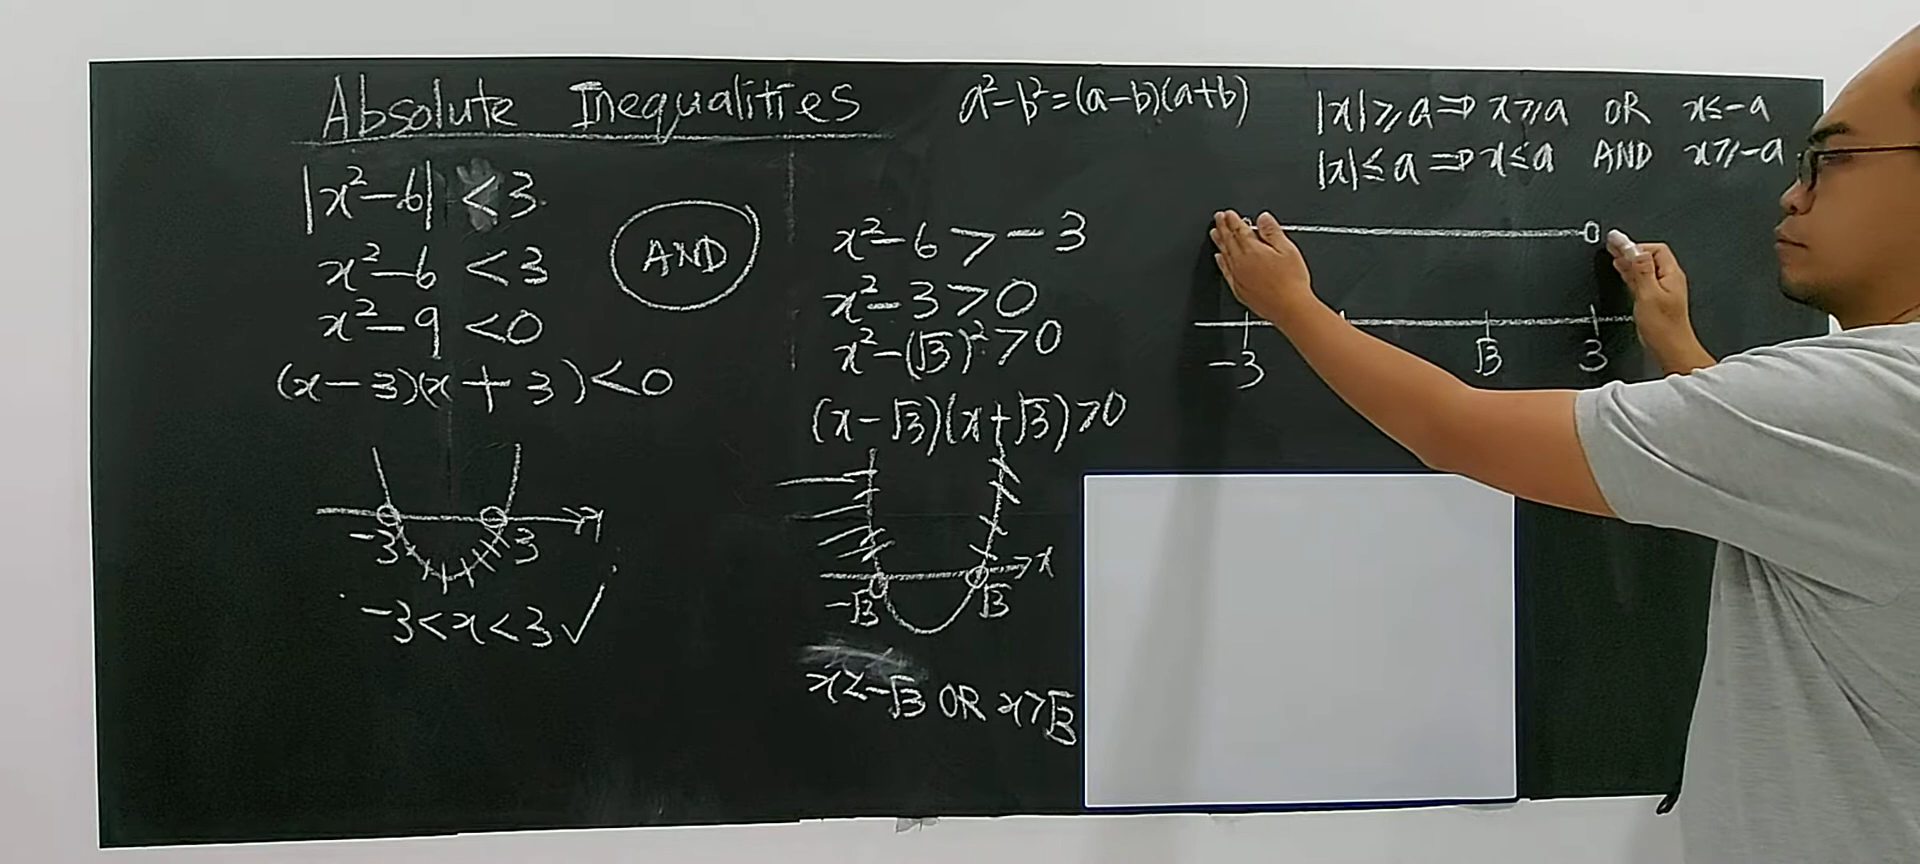 Absolute Inequalities
|x²-6| < 3
x²-6 < 3
x²-9 < 0
(x-3)(x+3) < 0
-3 3 x
-3 < x < 3 ✓
AND
x²-6 > -3
x²-3 > 0
x²-(√3)² > 0
(x-√3)(x+√3) > 0
-√3 √3 x
x < -√3 OR x > √3
a²-b² = (a-b)(a+b)
|x| ⩾ a ⇒ x ⩾ a OR x ≤ -a
|x| ≤ a ⇒ x ≤ a AND x ⩾ -a
-3 √3 3